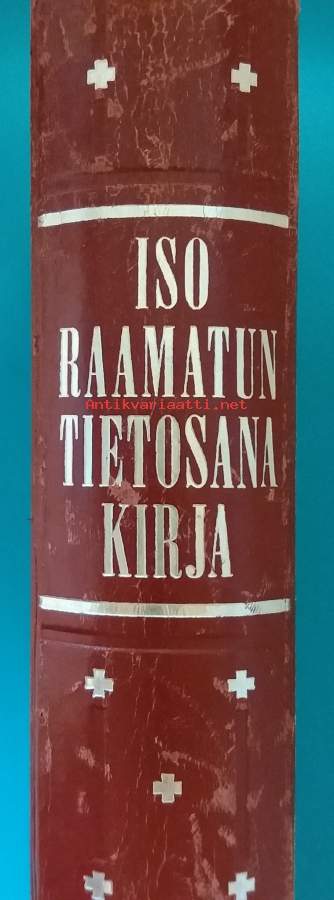 ISO
RAAMATUN
Antikvariaatti.net
TIETOSANA
KIRJA